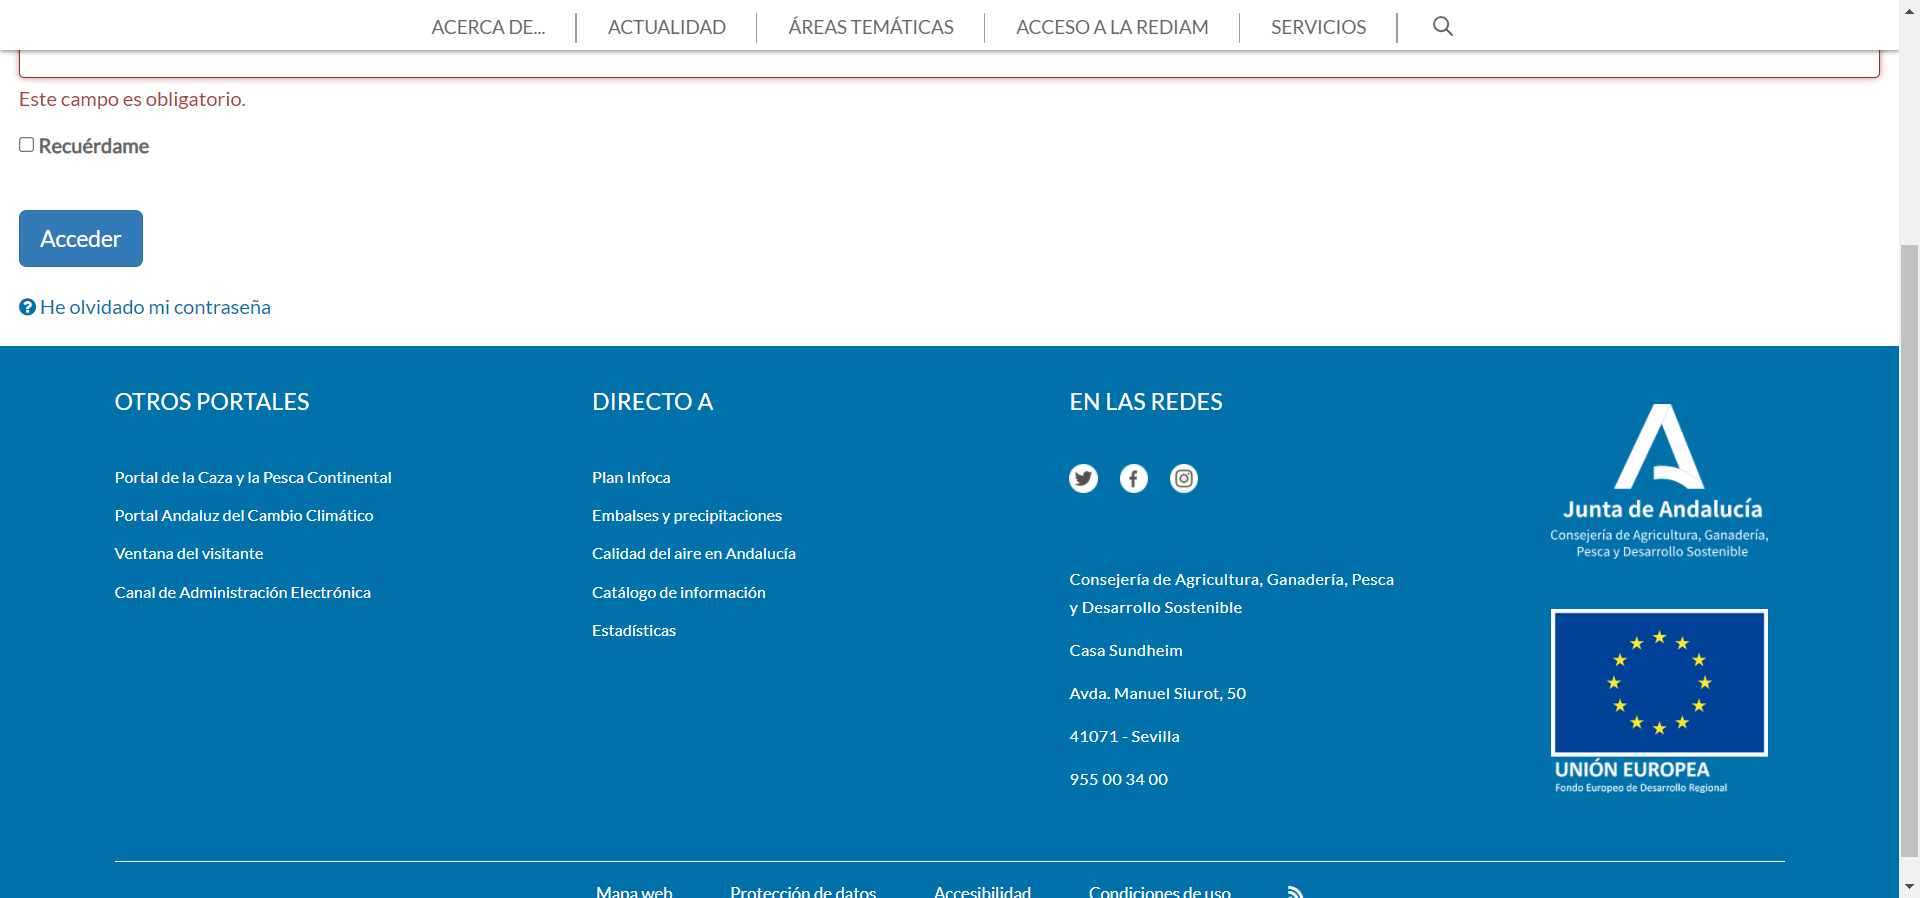 ACERCA DE...
ACTUALIDAD
ÁREAS TEMÁTICAS
ACCESO A LA REDIAM
SERVICIOS
Este campo es obligatorio.
Recuérdame
Acceder
He olvidado mi contraseña
OTROS PORTALES
Portal de la Caza y la Pesca Continental
Portal Andaluz del Cambio Climático
Ventana del visitante
Canal de Administración Electrónica
DIRECTO A
Plan Infoca
Embalses y precipitaciones
Calidad del aire en Andalucía
Catálogo de información
Estadísticas
EN LAS REDES
Consejería de Agricultura, Ganadería, Pesca
y Desarrollo Sostenible
Casa Sundheim
Avda. Manuel Siurot, 50
41071 - Sevilla
955 00 34 00
Junta de Andalucía
Consejería de Agricultura, Ganadería,
Pesca y Desarrollo Sostenible
UNIÓN EUROPEA
Fondo Europeo de Desarrollo Regional
Mapa web
Protección de datos
Accesibilidad
Condiciones de uso